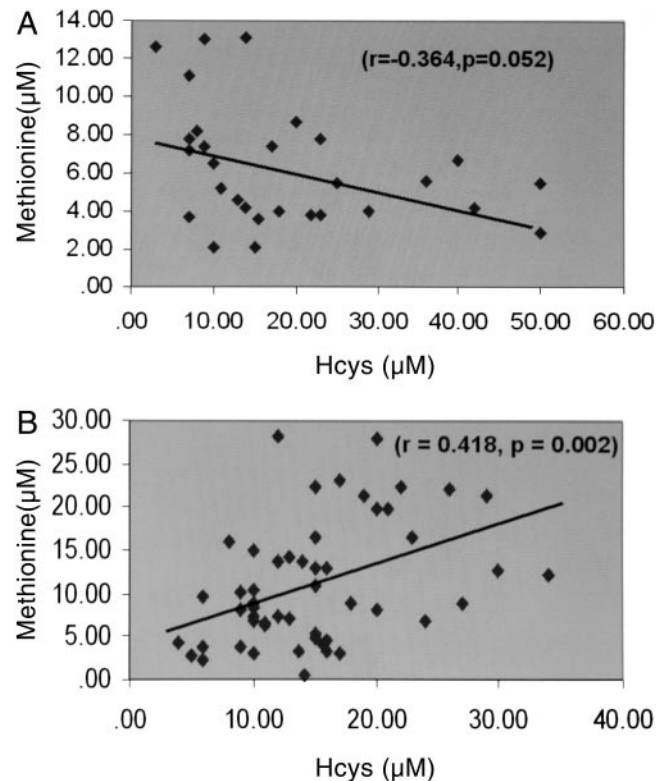 A
14.00
12.00
10.00
8.00
6.00
4.00
2.00
.00
Methionine(µM)
(r=-0.364,p=0.052)
.00 10.00 20.00 30.00 40.00 50.00 60.00
Hcys (µM)
B
30.00
25.00
20.00
15.00
10.00
5.00
.00
Methionine(µM)
(r = 0.418, p = 0.002)
.00 10.00 20.00 30.00 40.00
Hcys (µM)